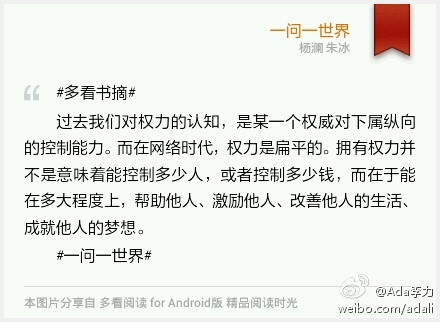 一问一世界
杨澜 朱冰
“
#多看书摘#
过去我们对权力的认知，是某一个权威对下属纵向
的控制能力。而在网络时代，权力是扁平的。拥有权力并
不是意味着能控制多少人，或者控制多少钱，而在于能
在多大程度上，帮助他人、激励他人、改善他人的生活、
成就他人的梦想。
#一问一世界#
本图片分享自 多看阅读 for Android版 精品阅读时光
@Ada李力
weibo.com/adali